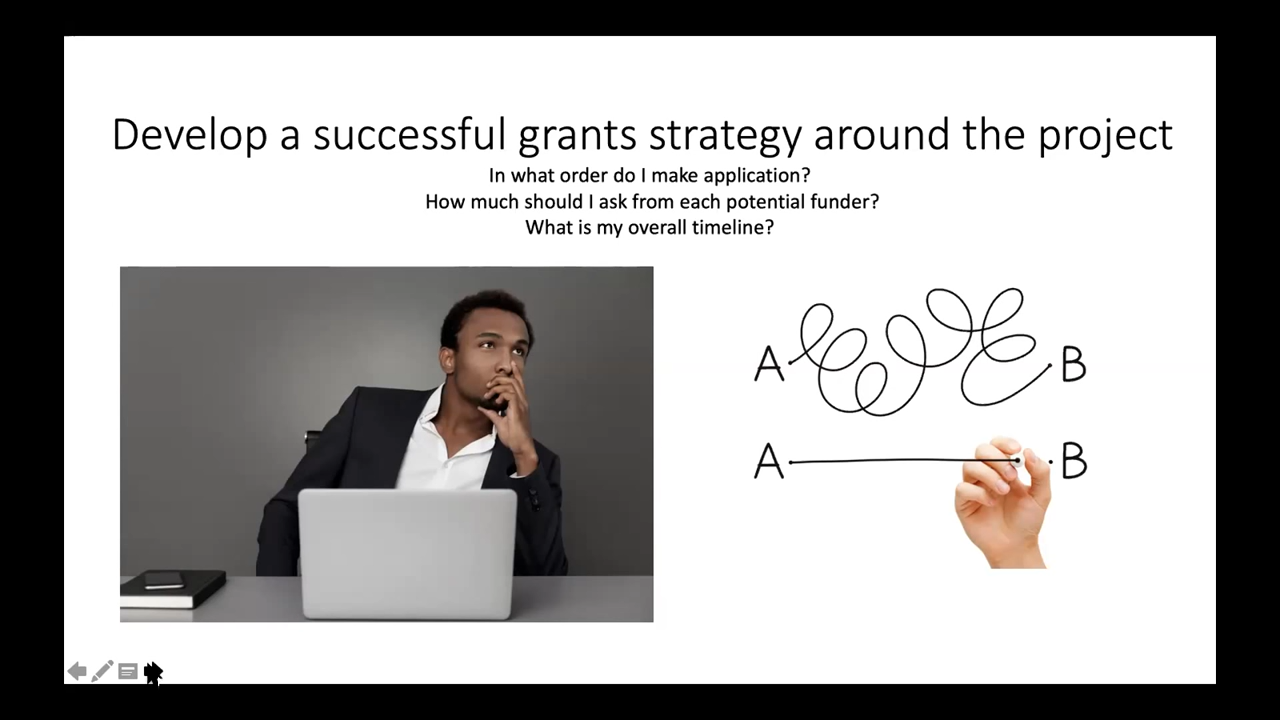 Develop a successful grants strategy around the project
In what order do I make application?
How much should I ask from each potential funder?
What is my overall timeline?
A
B
A
B